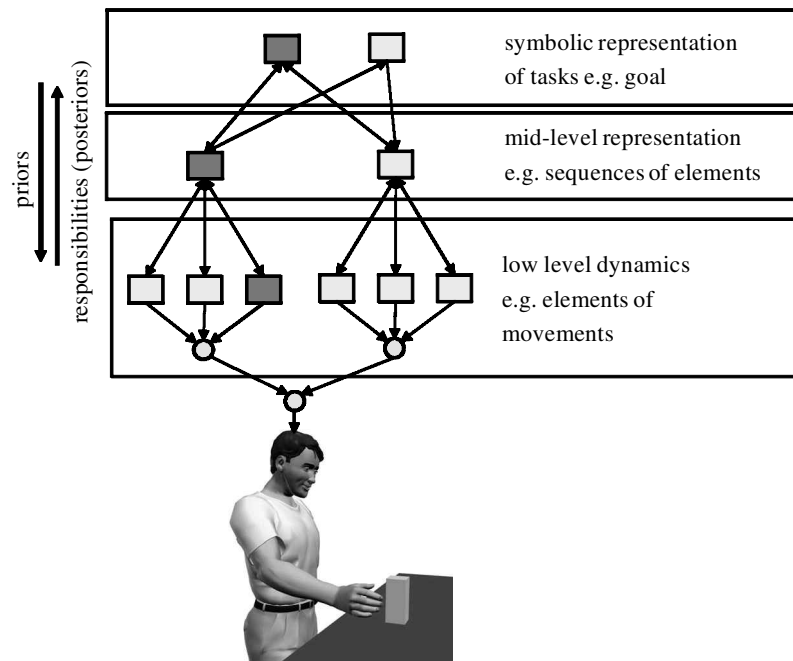 symbolic representation
of tasks e.g. goal
mid-level representation
e.g. sequences of elements
priors
responsibilities (posteriors)
low level dynamics
e.g. elements of
movements